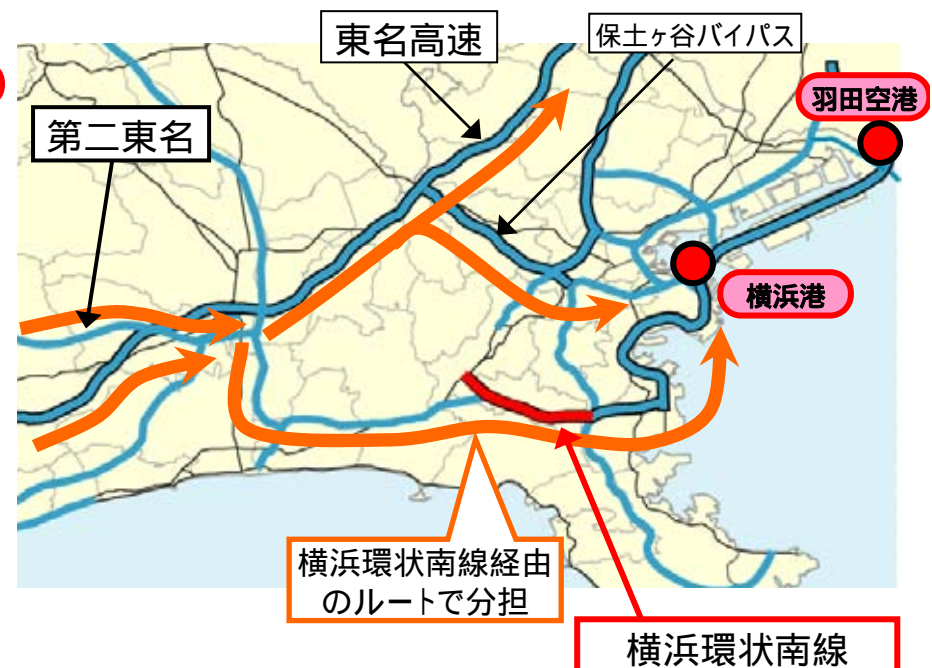 東名高速
保土ヶ谷バイパス
羽田空港
第二東名
横浜港
横浜環状南線経由
のルートで分担
横浜環状南線